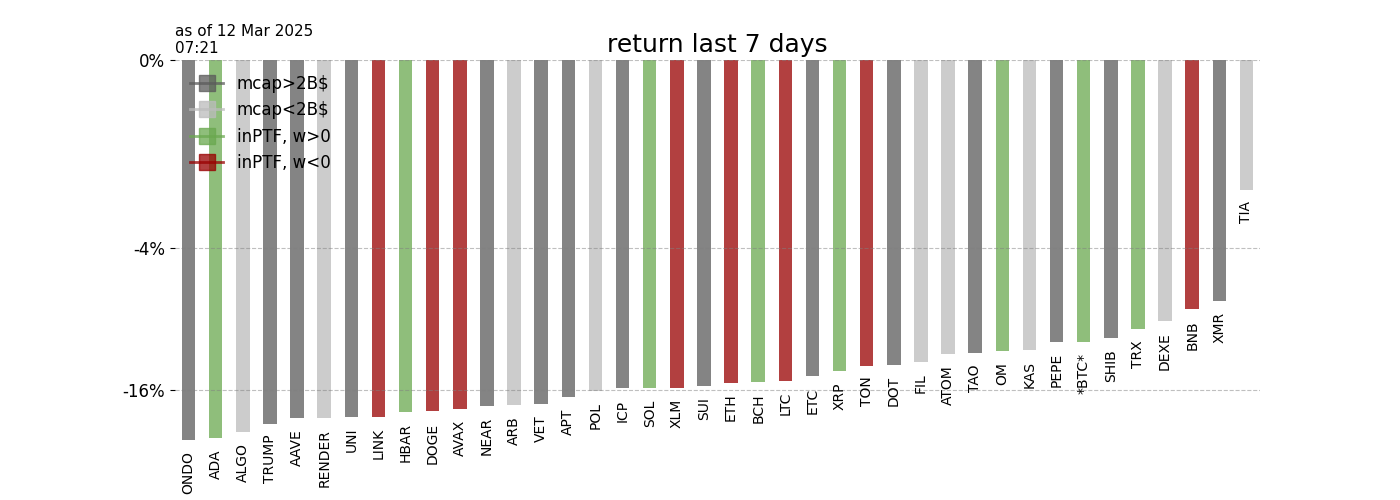 as of 12 Mar 2025
07:21
return last 7 days
0%
-4%
-16%
mcap>2B$
mcap<2B$
inPTF, w>0
inPTF, w<0
ONDO
ADA
ALGO
TRUMP
AAVE
RENDER
UNI
LINK
HBAR
DOGE
AVAX
NEAR
ARB
VET
APT
POL
ICP
SOL
XLM
SUI
ETH
BCH
LTC
ETC
XRP
TON
DOT
FIL
ATOM
TAO
OM
KAS
PEPE
*BTC*
SHIB
TRX
DEXE
BNB
XMR
TIA